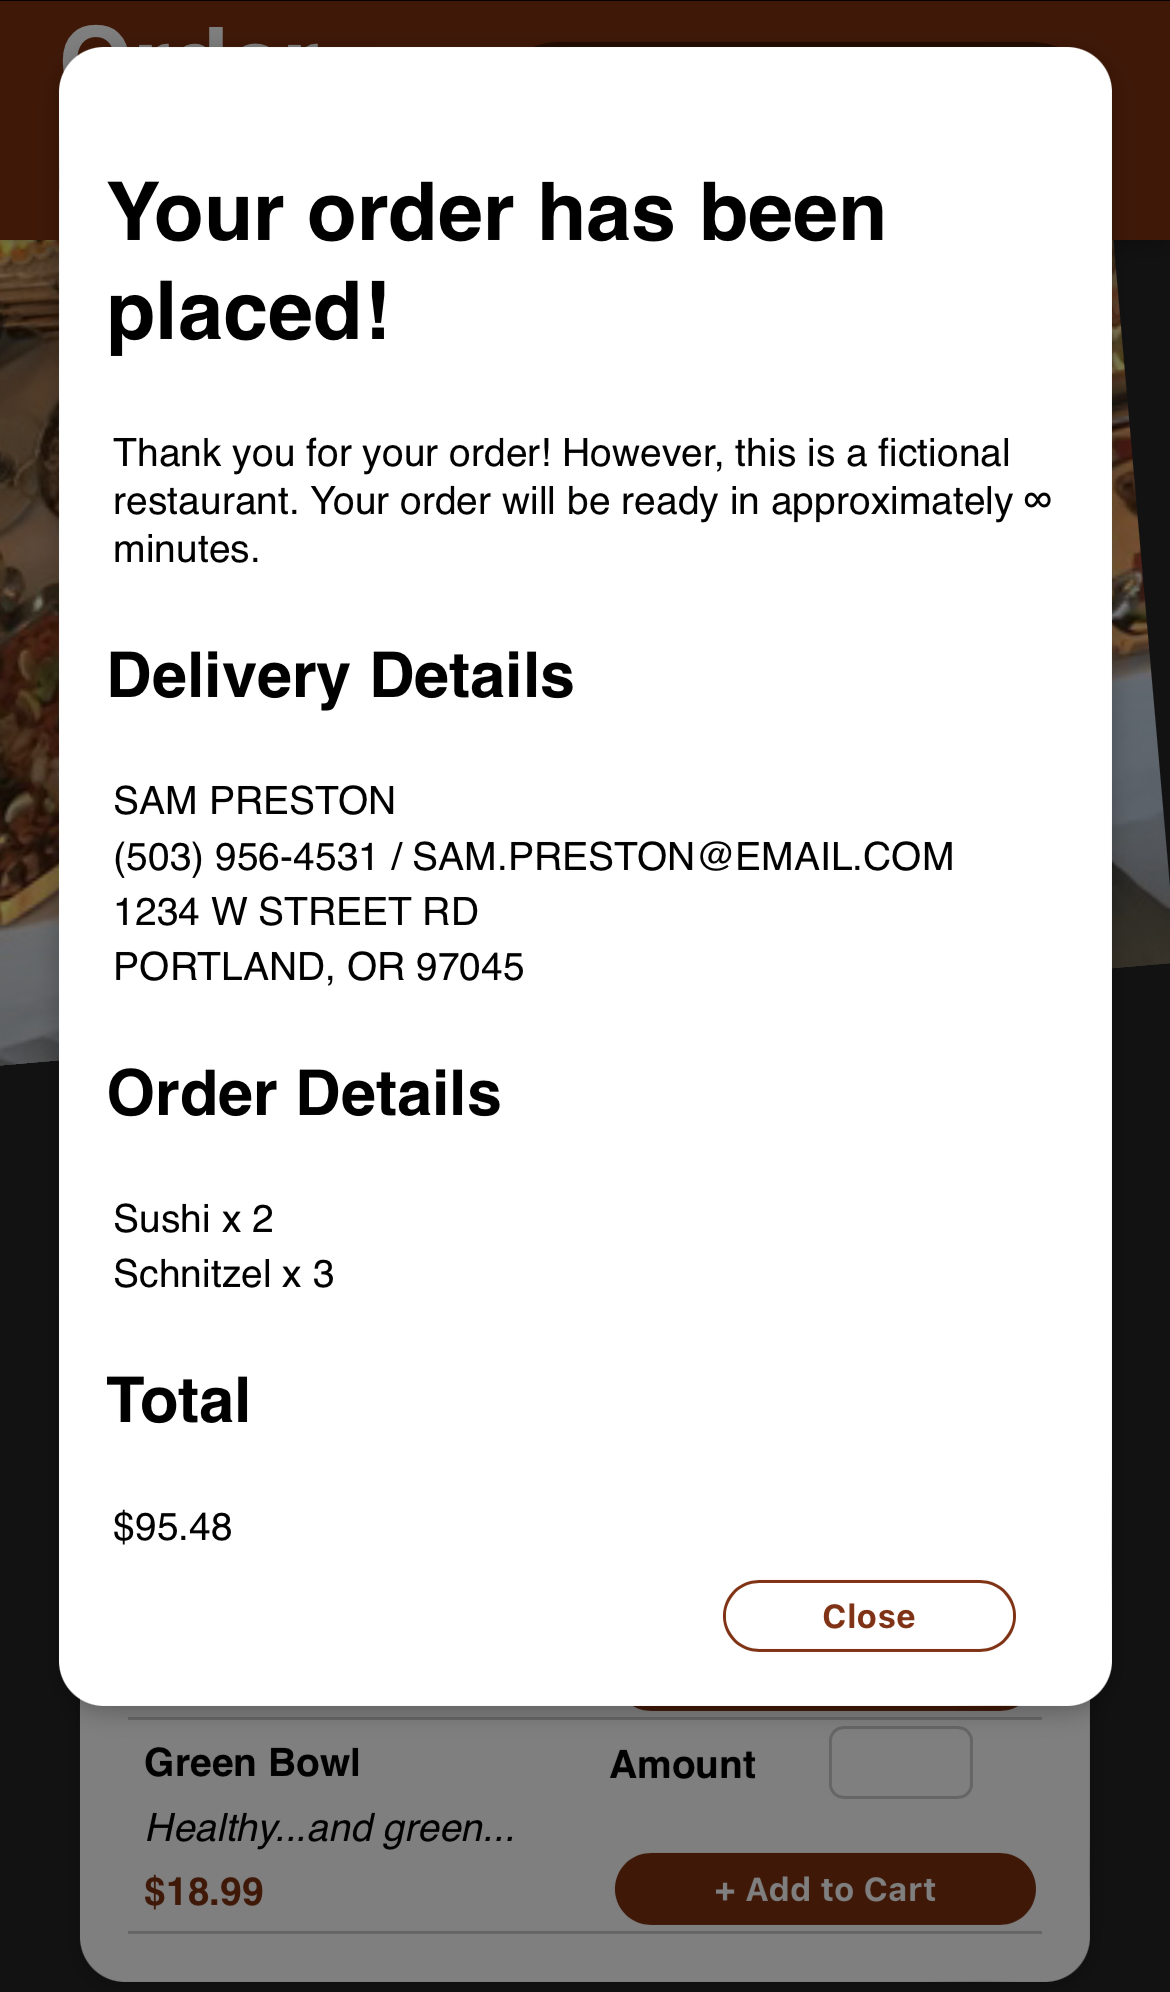 Order
Your order has been
placed!
Thank you for your order! However, this is a fictional
restaurant. Your order will be ready in approximately ∞
minutes.
Delivery Details
SAM PRESTON
(503) 956-4531 / SAM.PRESTON@EMAIL.COM
1234 W STREET RD
PORTLAND, OR 97045
Order Details
Sushi x 2
Schnitzel x 3
Total
$95.48
Close
Green Bowl
Amount
Healthy...and green...
$18.99
+ Add to Cart